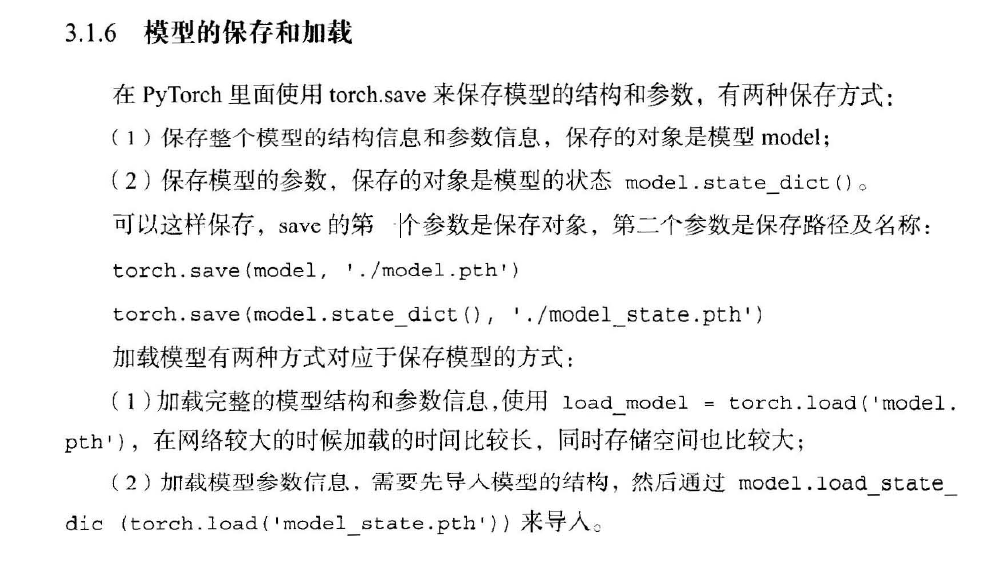 3.1.6 模型的保存和加载
在 PyTorch 里面使用 torch.save 来保存模型的结构和参数，有两种保存方式：
（1）保存整个模型的结构信息和参数信息，保存的对象是模型 model；
（2）保存模型的参数，保存的对象是模型的状态 model.state_dict()。
可以这样保存，save 的第一个参数是保存对象，第二个参数是保存路径及名称：
torch.save(model, './model.pth')
torch.save(model.state_dict(), './model_state.pth')
加载模型有两种方式对应于保存模型的方式：
（1）加载完整的模型结构和参数信息，使用 load_model = torch.load('model.
pth')，在网络较大的时候加载的时间比较长，同时存储空间也比较大；
（2）加载模型参数信息，需要先导入模型的结构，然后通过 model.load_state_
dic (torch.load('model_state.pth')) 来导入。